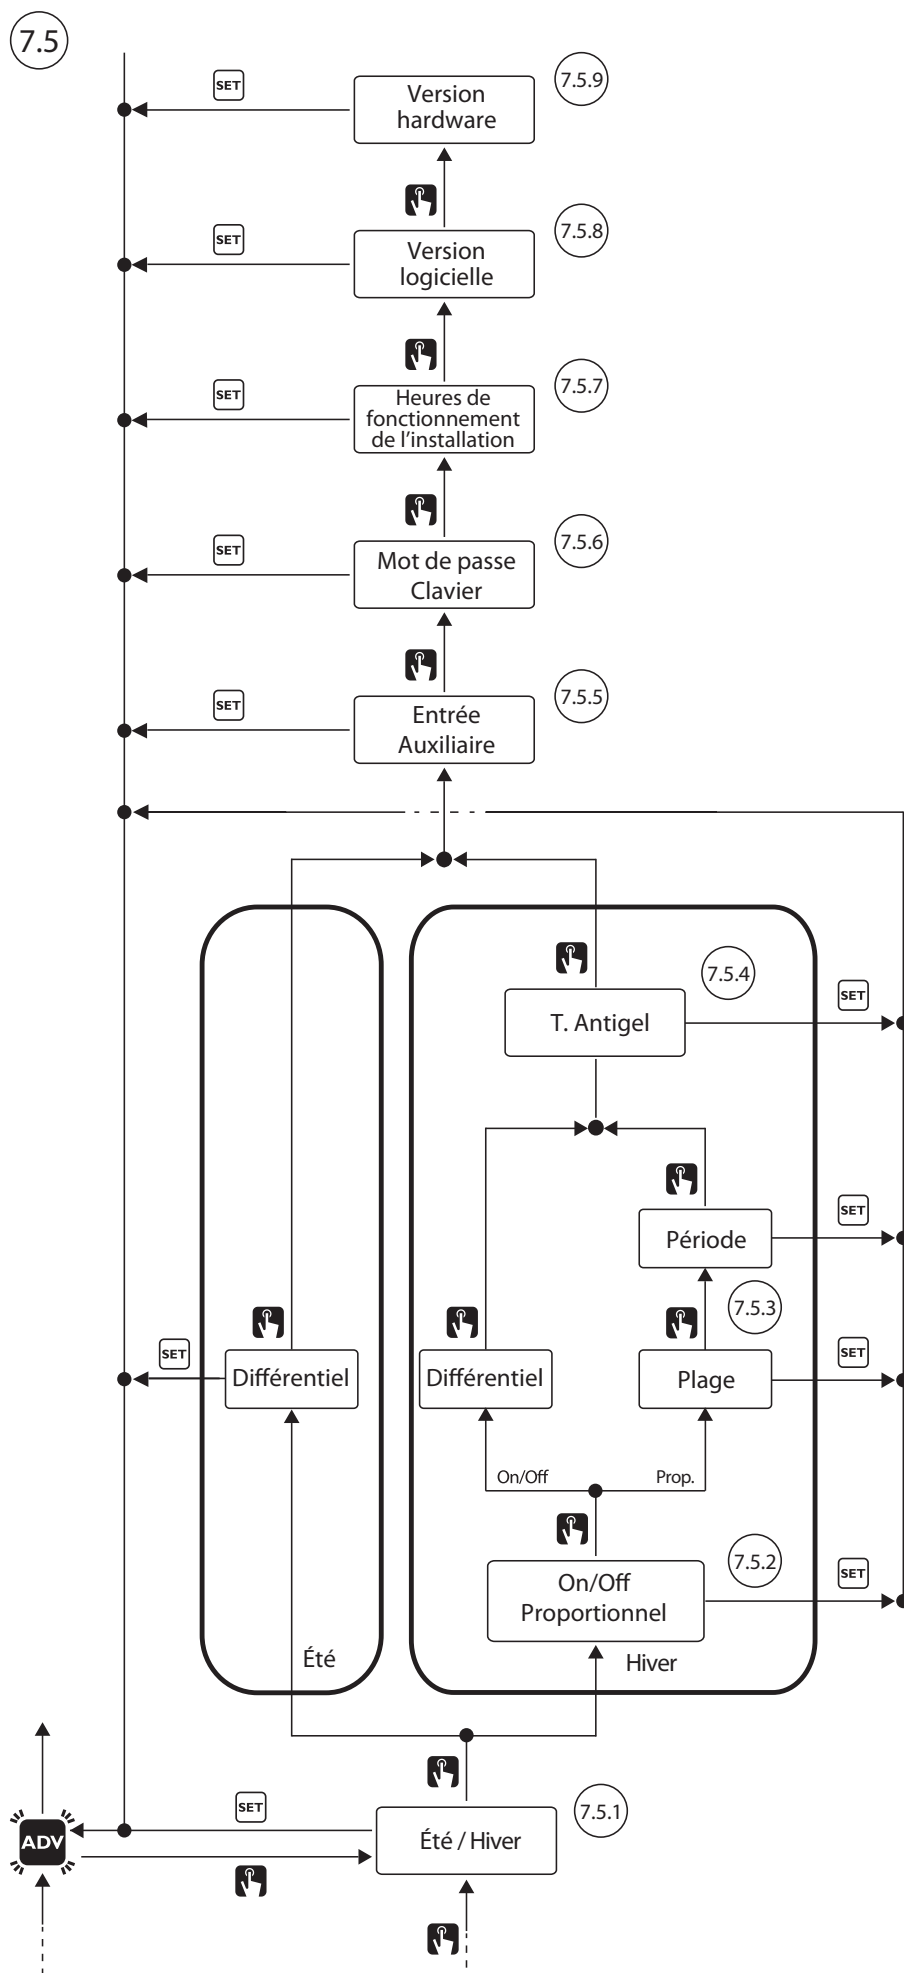 7.5
7.5.9
SET
Version
hardware
7.5.8
SET
Version
logicielle
7.5.7
SET
Heures de
fonctionnement
de l'installation
7.5.6
SET
Mot de passe
Clavier
7.5.5
SET
Entrée
Auxiliaire
7.5.4
SET
T. Antigel
SET
Période
7.5.3
SET
Différentiel
Différentiel
Plage
SET
On/Off
Prop.
7.5.2
SET
On/Off
Proportionnel
Été
Hiver
7.5.1
SET
ADV
Été / Hiver